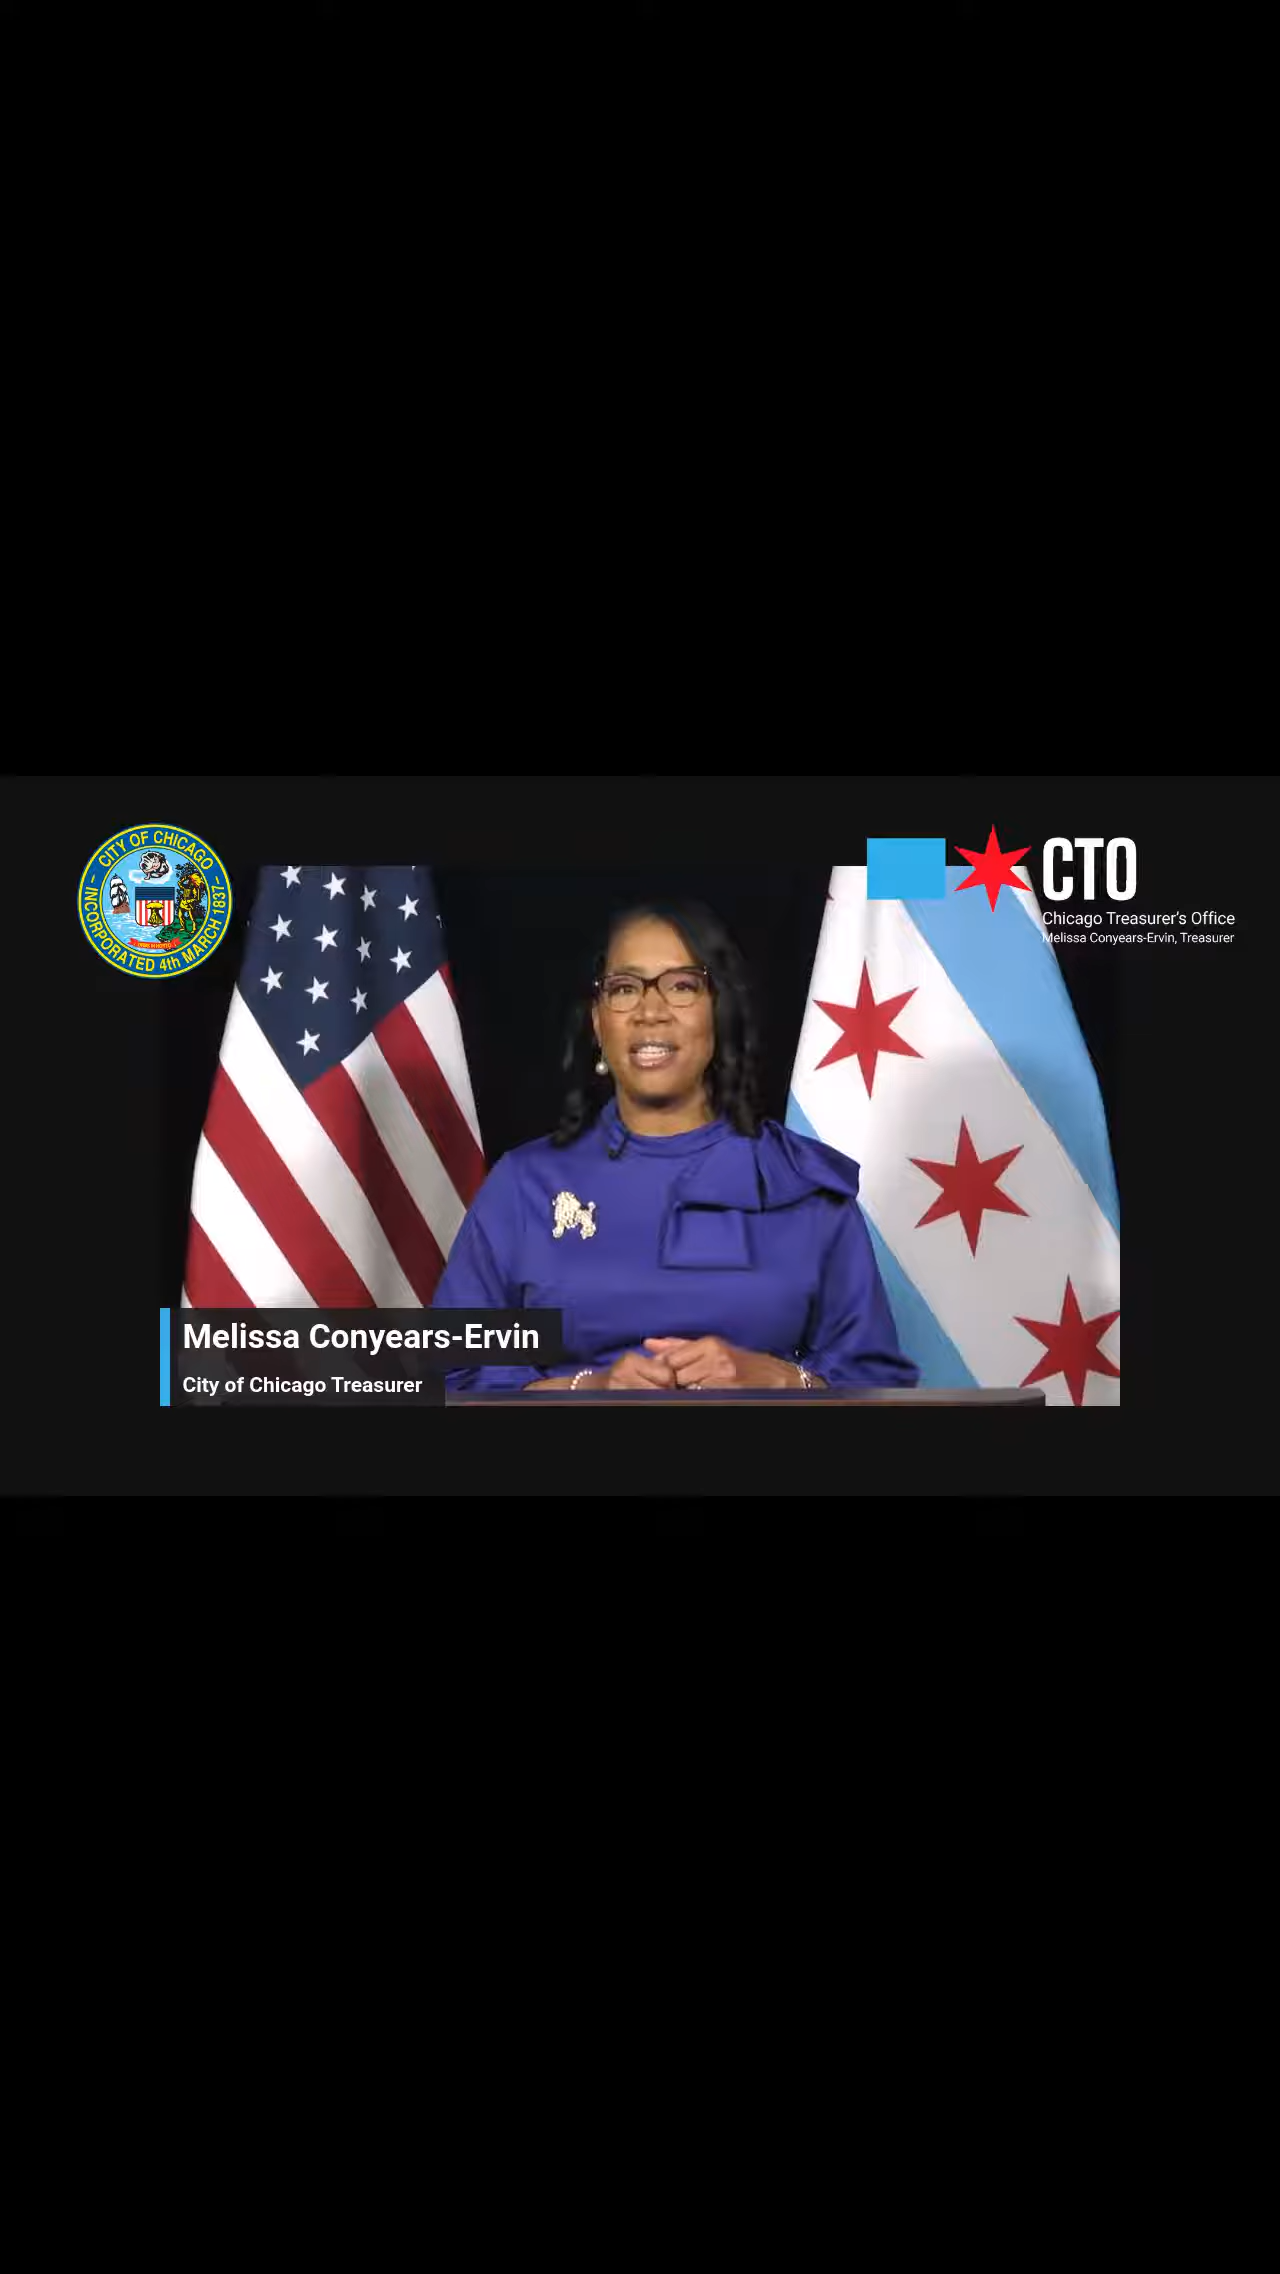 CITY OF CHICAGO
INCORPORATED 4th MARCH 1837
CTO
Chicago Treasurer's Office
Melissa Conyears-Ervin, Treasurer
Melissa Conyears-Ervin
City of Chicago Treasurer